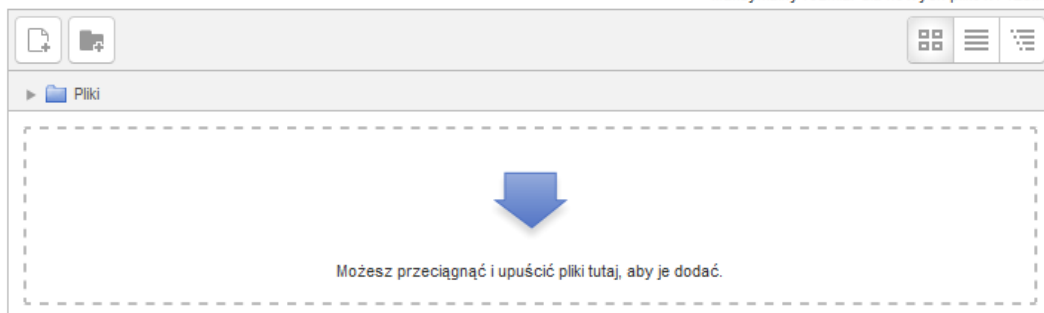 Pliki
Możesz przeciągnąć i upuścić pliki tutaj, aby je dodać.